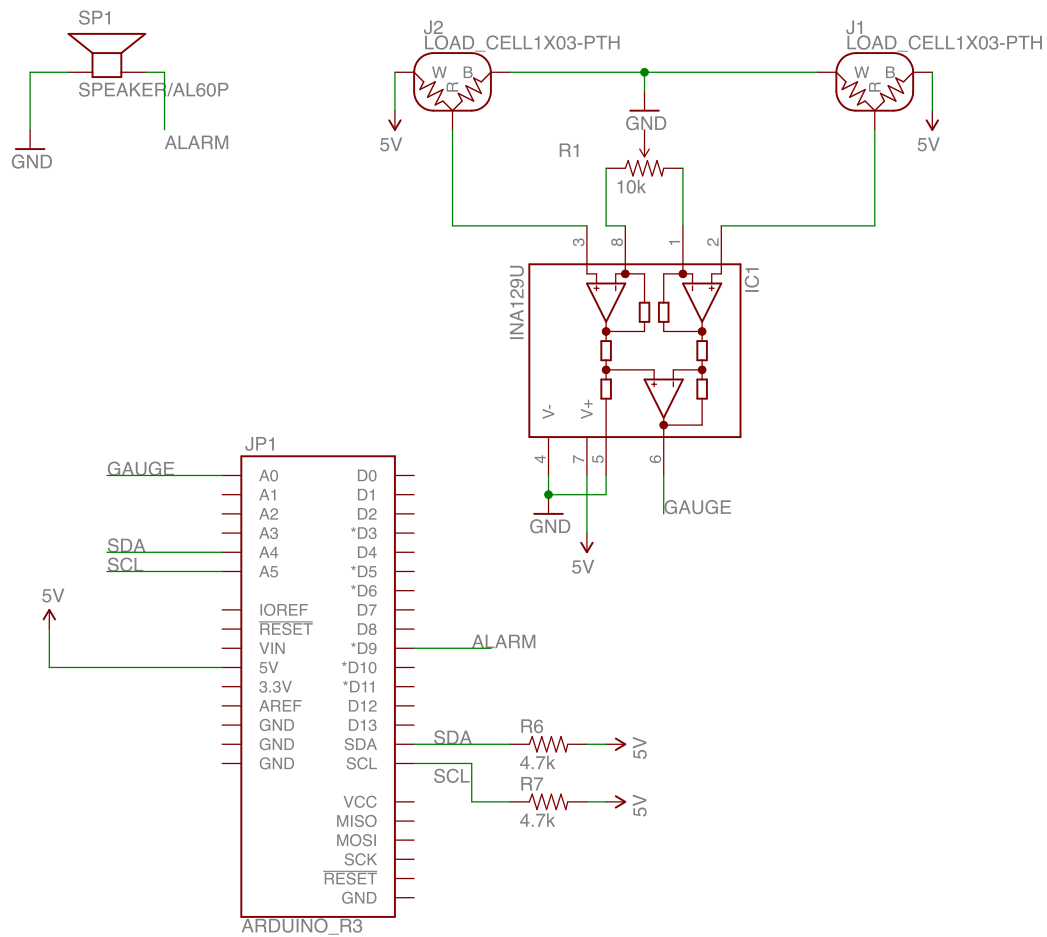 SP1
SPEAKER/AL60P
GND
ALARM
J2
LOAD_CELL1X03-PTH
W
B
R
5V
J1
LOAD_CELL1X03-PTH
W
B
R
5V
GND
R1
10k
3
8
1
2
INA129U
IC1
+
-
-
+
+
-
V-
V+
4
7
5
6
GND
5V
GAUGE
JP1
GAUGE A0 D0
A1 D1
A2 D2
A3 *D3
SDA A4 D4
SCL A5 *D5
*D6
5V
IOREF D7
RESET D8
VIN *D9 ALARM
5V *D10
3.3V *D11
AREF D12
GND D13
GND SDA SDA R6 4.7k 5V
GND SCL SCL R7 4.7k 5V
VCC
MISO
MOSI
SCK
RESET
GND
ARDUINO_R3